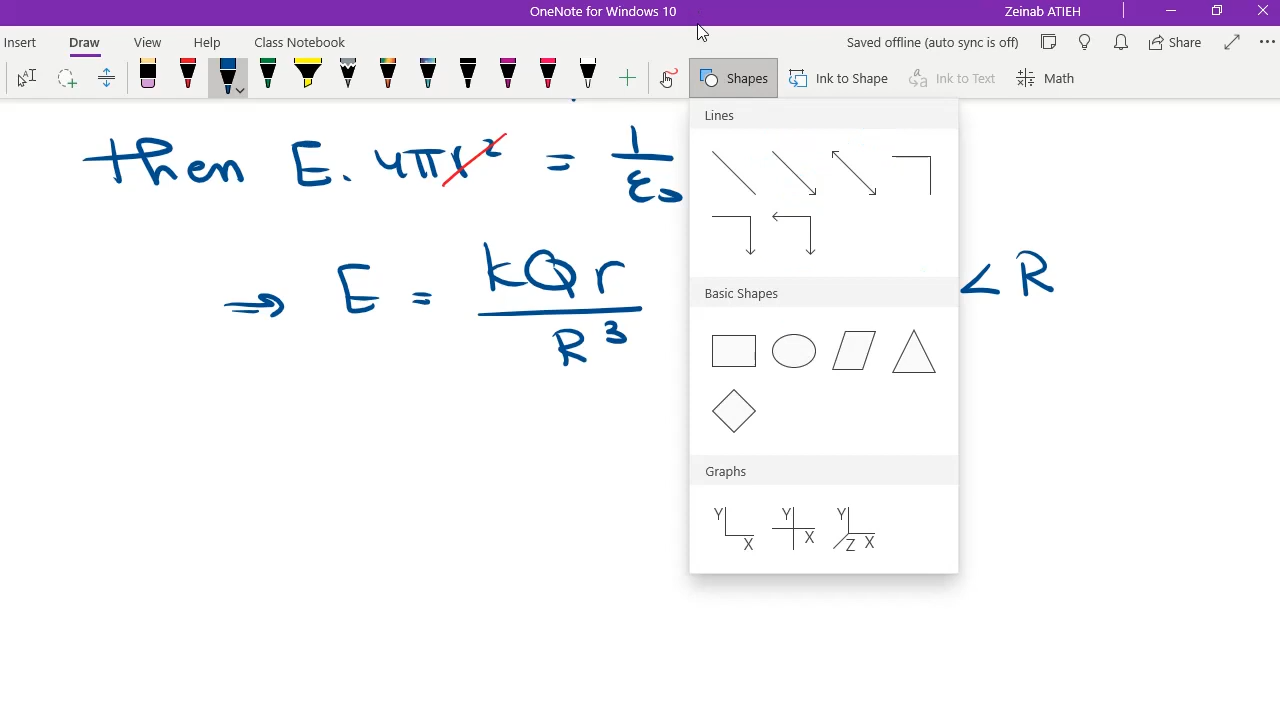 OneNote for Windows 10 Zeinab ATIEH
Insert Draw View Help Class Notebook Saved offline (auto sync is off) Share
Shapes Ink to Shape Ink to Text Math
Lines
then E. 4πr² = 1/ε₀
⇒ E = kQr/R³ < R
Basic Shapes
Graphs
Y X Y X Y Z X